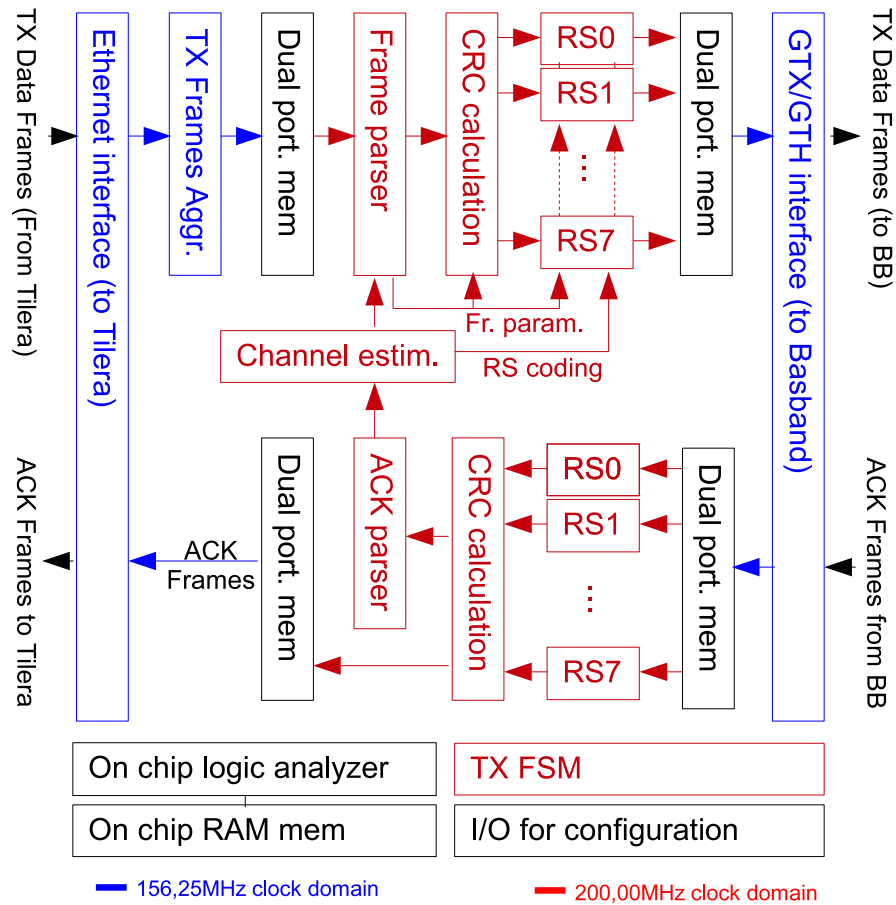 TX Data Frames (From Tilera)
Ethernet interface (to Tilera)
TX Frames Aggr.
Dual port. mem
Frame parser
CRC calculation
RS0
RS1
...
RS7
Dual port. mem
GTX/GTH interface (to Basband)
TX Data Frames (to BB)
Fr. param.
Channel estim.
RS coding
ACK Frames to Tilera
ACK
Frames
Dual port. mem
ACK parser
CRC calculation
RS0
RS1
...
RS7
Dual port. mem
ACK Frames from BB
On chip logic analyzer
TX FSM
On chip RAM mem
I/O for configuration
156,25MHz clock domain
200,00MHz clock domain